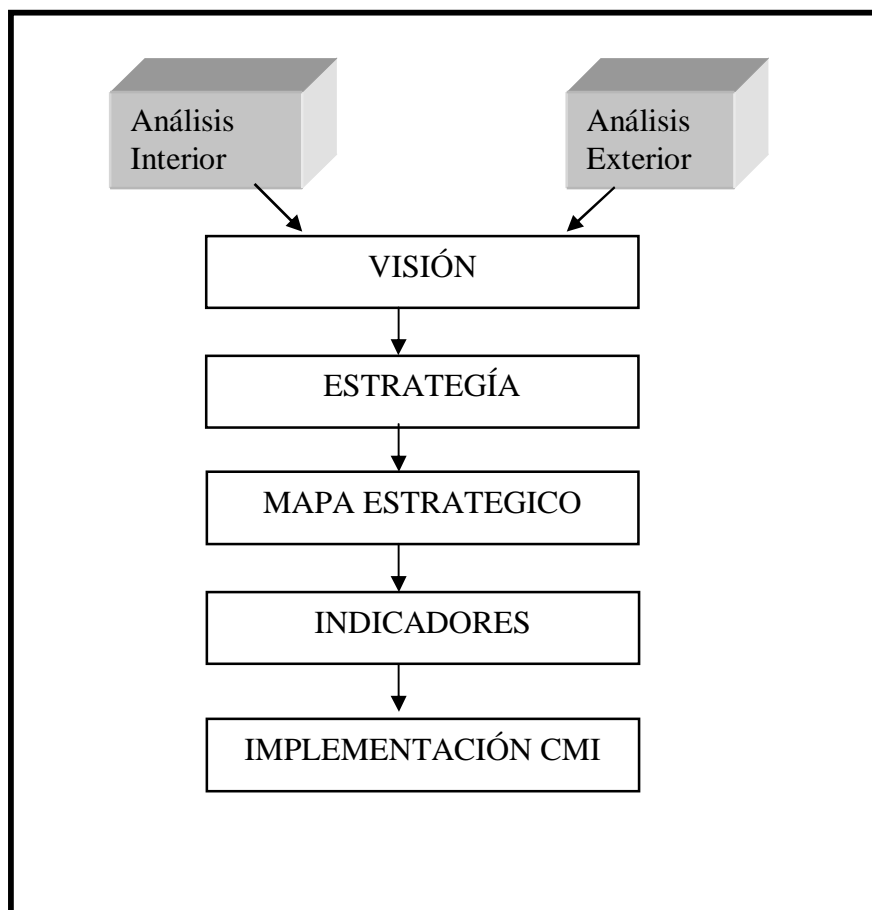 Análisis
Interior
Análisis
Exterior
VISIÓN
ESTRATEGÍA
MAPA ESTRATEGICO
INDICADORES
IMPLEMENTACIÓN CMI